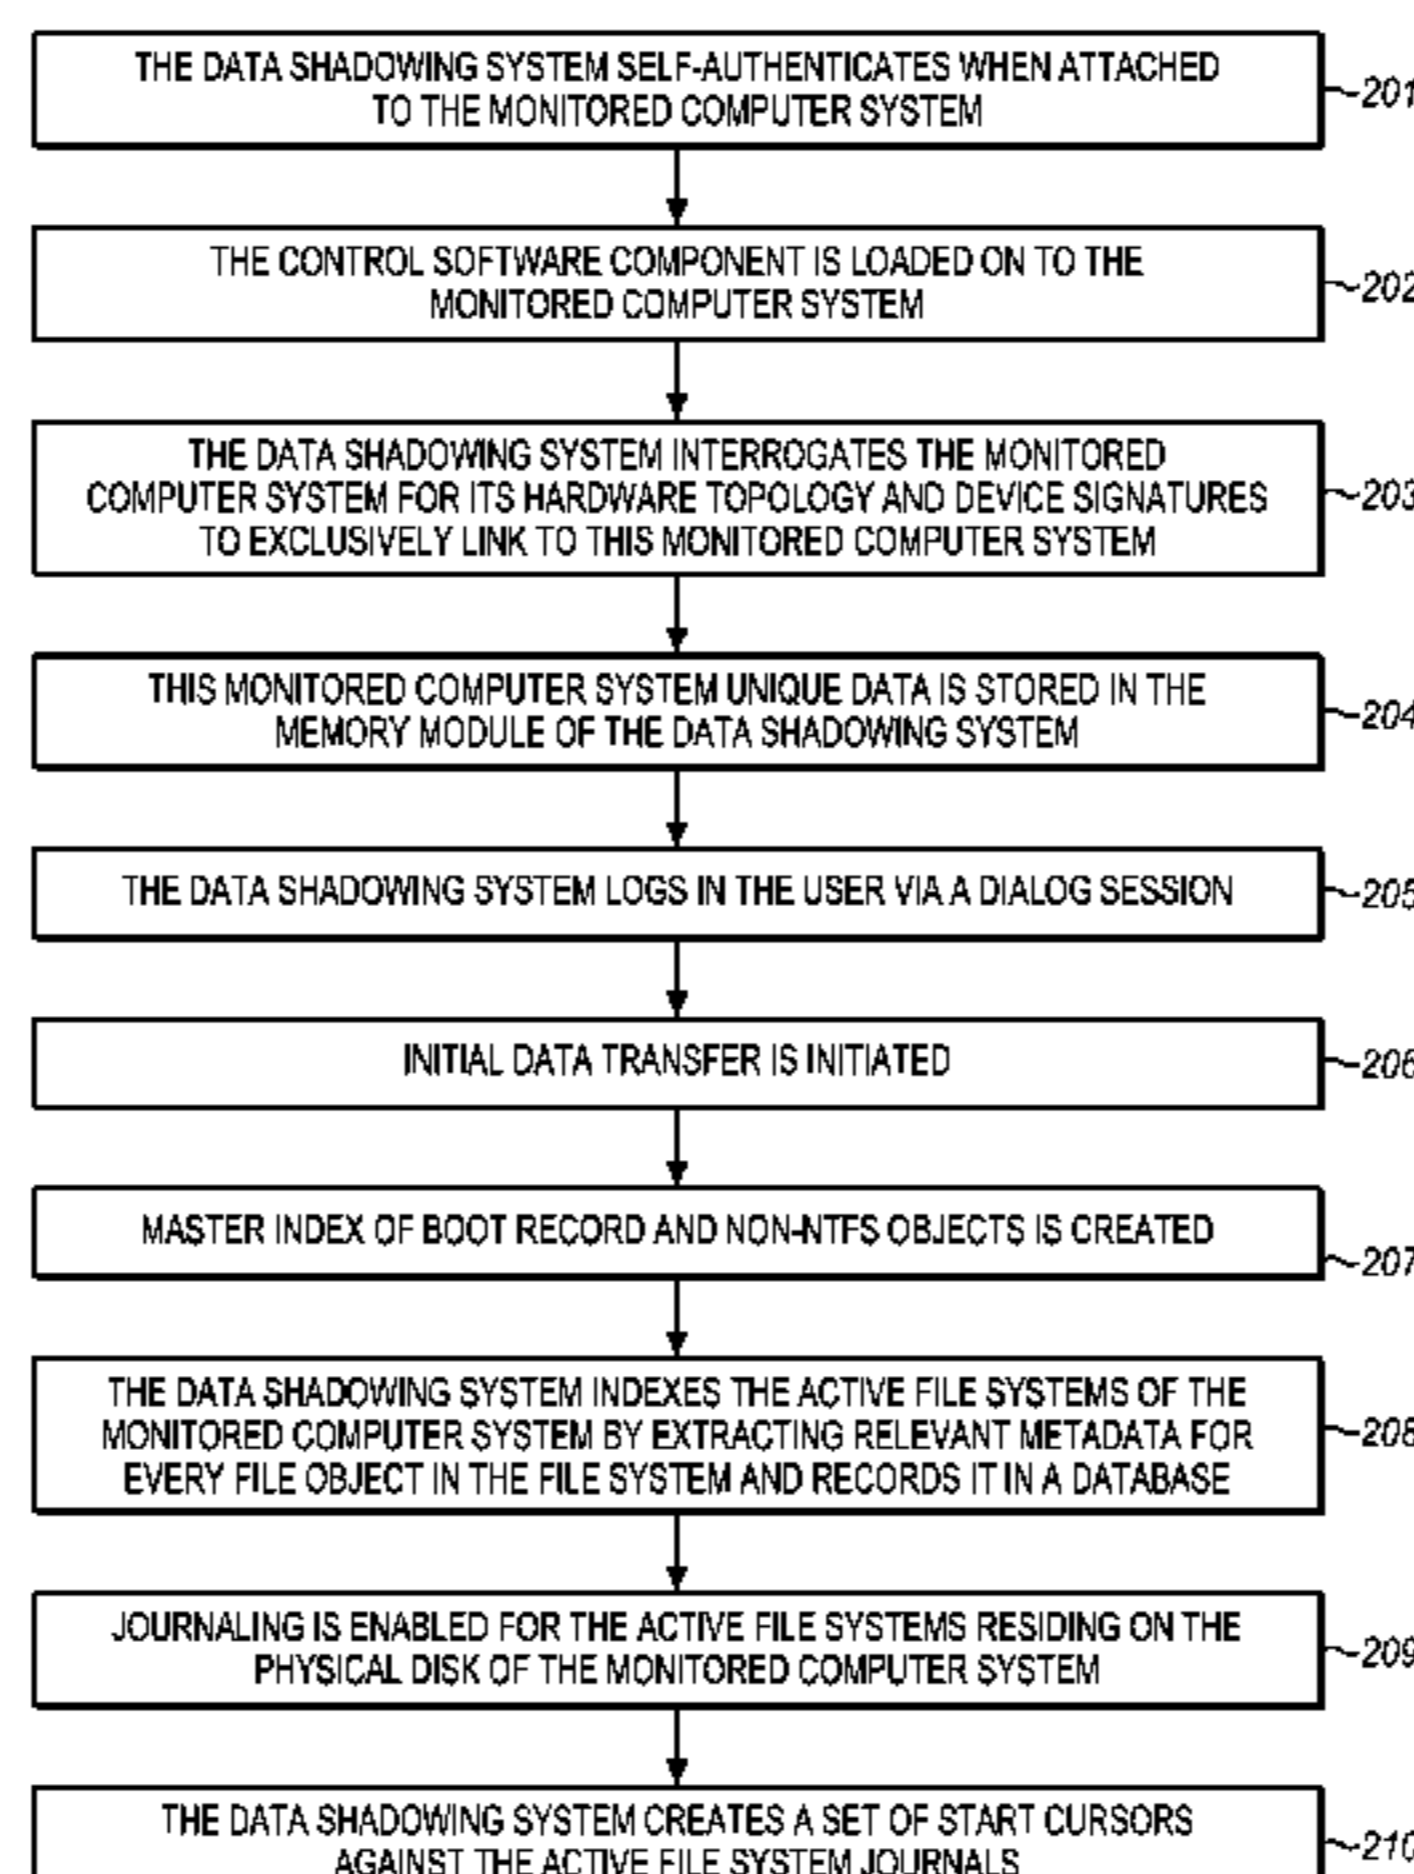 THE DATA SHADOWING SYSTEM SELF-AUTHENTICATES WHEN ATTACHED
TO THE MONITORED COMPUTER SYSTEM
201
THE CONTROL SOFTWARE COMPONENT IS LOADED ON TO THE
MONITORED COMPUTER SYSTEM
202
THE DATA SHADOWING SYSTEM INTERROGATES THE MONITORED
COMPUTER SYSTEM FOR ITS HARDWARE TOPOLOGY AND DEVICE SIGNATURES
TO EXCLUSIVELY LINK TO THIS MONITORED COMPUTER SYSTEM
203
THIS MONITORED COMPUTER SYSTEM UNIQUE DATA IS STORED IN THE
MEMORY MODULE OF THE DATA SHADOWING SYSTEM
204
THE DATA SHADOWING SYSTEM LOGS IN THE USER VIA A DIALOG SESSION
205
INITIAL DATA TRANSFER IS INITIATED
206
MASTER INDEX OF BOOT RECORD AND NON-NTFS OBJECTS IS CREATED
207
THE DATA SHADOWING SYSTEM INDEXES THE ACTIVE FILE SYSTEMS OF THE
MONITORED COMPUTER SYSTEM BY EXTRACTING RELEVANT METADATA FOR
EVERY FILE OBJECT IN THE FILE SYSTEM AND RECORDS IT IN A DATABASE
208
JOURNALING IS ENABLED FOR THE ACTIVE FILE SYSTEMS RESIDING ON THE
PHYSICAL DISK OF THE MONITORED COMPUTER SYSTEM
209
THE DATA SHADOWING SYSTEM CREATES A SET OF START CURSORS
AGAINST THE ACTIVE FILE SYSTEM JOURNALS
210